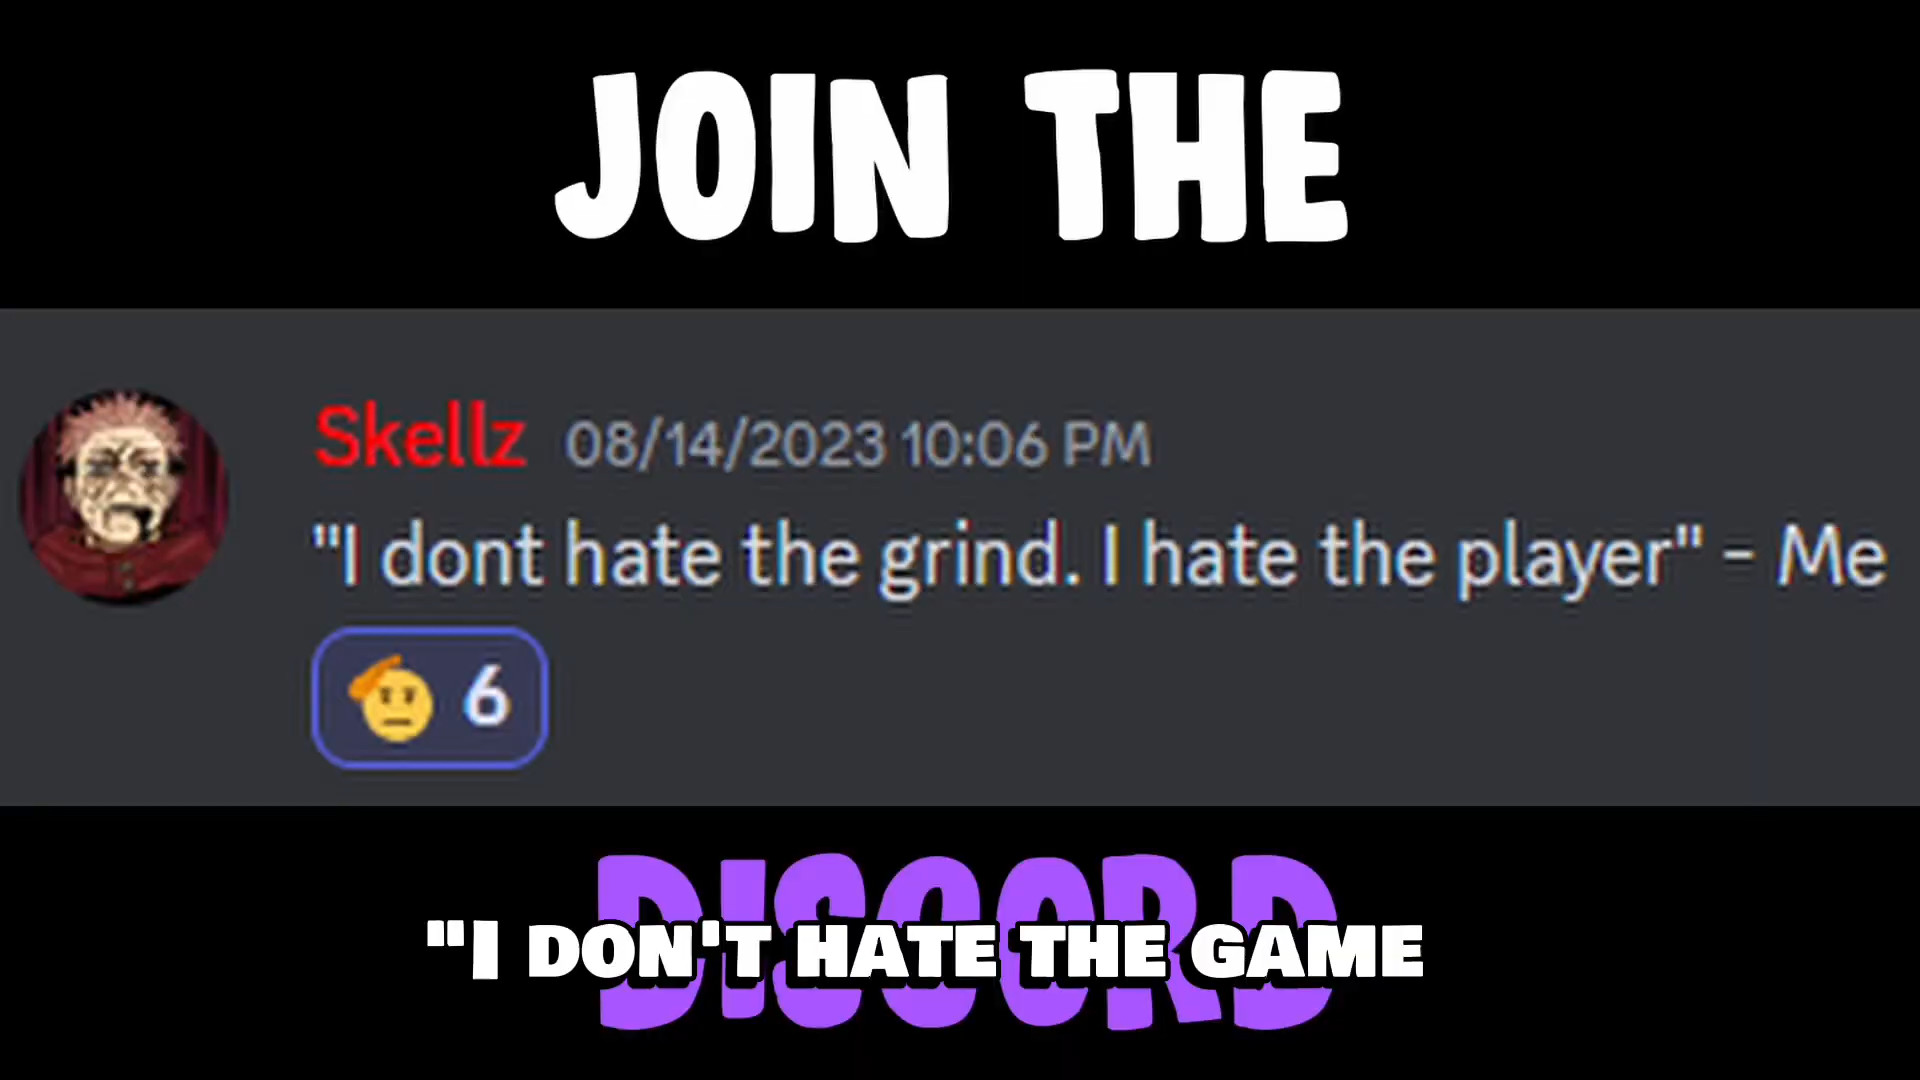 JOIN THE
Skellz 08/14/2023 10:06 PM
"I dont hate the grind. I hate the player" - Me
6
DISCORD
"I DON'T HATE THE GAME